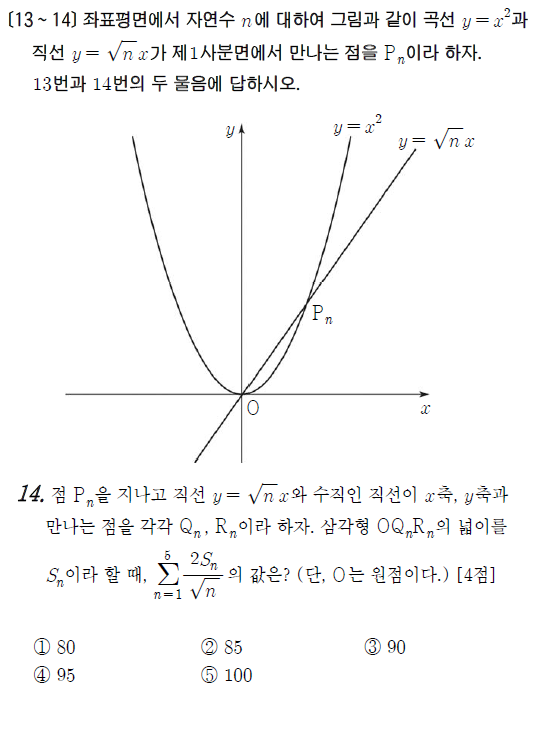 (13 ~ 14) 좌표평면에서 자연수 n에 대하여 그림과 같이 곡선 y = x²과
직선 y = √n x가 제1사분면에서 만나는 점을 Pₙ이라 하자.
13번과 14번의 두 물음에 답하시오.
y
y = x²
y = √n x
Pₙ
O
x
14. 점 Pₙ을 지나고 직선 y = √n x와 수직인 직선이 x축, y축과
만나는 점을 각각 Qₙ, Rₙ이라 하자. 삼각형 OQₙRₙ의 넓이를
Sₙ이라 할 때, ∑_{n=1}^{5} 2Sₙ/√n 의 값은? (단, O는 원점이다.) [4점]
① 80 ② 85 ③ 90
④ 95 ⑤ 100